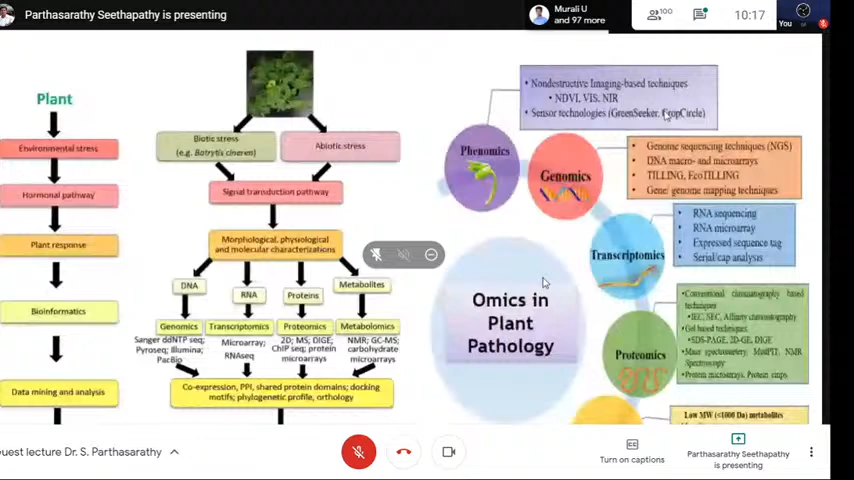 Parthasarathy Seethapathy is presenting
Murali U
and 97 more
100
10:17
You
Plant
Environmental stress
Hormonal pathway
Plant response
Bioinformatics
Data mining and analysis
Biotic stress
(e.g. Botrytis cinerea)
Abiotic stress
Signal transduction pathway
Morphological, physiological
and molecular characterizations
DNA
RNA
Proteins
Metabolites
Genomics
Transcriptomics
Proteomics
Metabolomics
Sanger ddNTP seq;
Pyroseq; Illumina;
PacBio
Microarray;
RNAseq
2D; MS; DIGE;
ChIP seq; protein
microarrays
NMR; GC-MS;
carbohydrate
microarrays
Co-expression, PPI, shared protein domains; docking
motifs; phylogenetic profile, orthology
Phenomics
• Nondestructive Imaging-based techniques
• NDVI, VIS, NIR
• Sensor technologies (GreenSeeker, CropCircle)
Genomics
• Genome sequencing techniques (NGS)
• DNA macro- and microarrays
• TILLING, EcoTILLING
• Gene/ genome mapping techniques
Transcriptomics
• RNA sequencing
• RNA microarray
• Expressed sequence tag
• Serial/cap analysis
Omics in
Plant
Pathology
Proteomics
• Conventional chromatography based
techniques
• IEC, SEC, Affinity chromatography
• Gel based techniques
• SDS-PAGE, 2D-GE, DIGE
• Mass spectrometry, MudPIT, NMR
Spectroscopy
• Protein microarrays, Protein chips
Low MW (<1000 Da) metabolites
uest lecture Dr. S. Parthasarathy
Turn on captions
Parthasarathy Seethapathy
is presenting